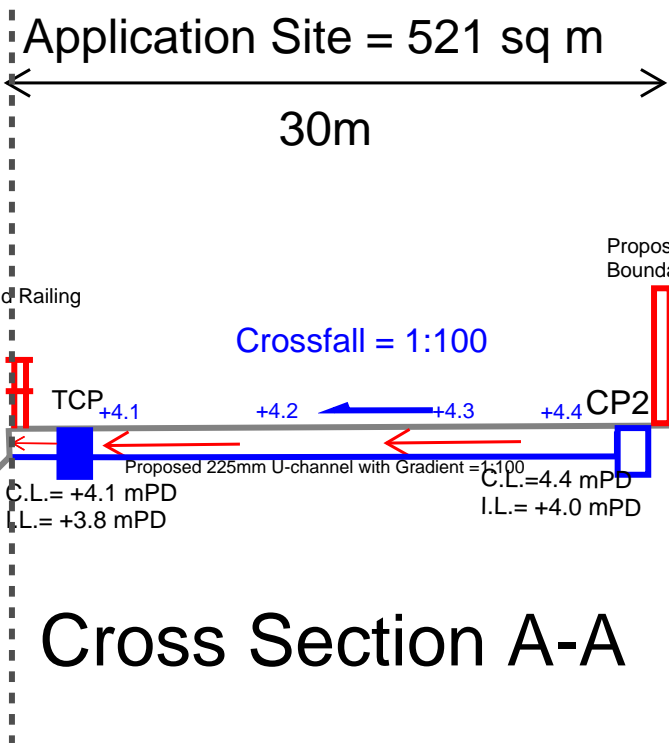 Application Site = 521 sq m
30m
Propos
Bounda
d Railing
Crossfall = 1:100
TCP
+4.1
+4.2
+4.3
+4.4
CP2
Proposed 225mm U-channel with Gradient =1:100
C.L.= +4.1 mPD
I.L.= +3.8 mPD
C.L.=4.4 mPD
I.L.= +4.0 mPD
Cross Section A-A